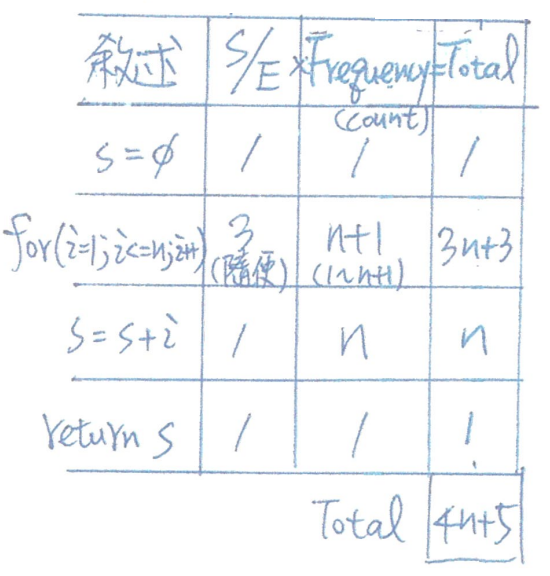 敘述 S/E ×Frequency=Total
(count)
s=φ 1 1 1
for(i=1;i<=n;i++) 3 n+1 3n+3
(隨便) (1~n+1)
s=s+i 1 n n
return s 1 1 1
Total 4n+5